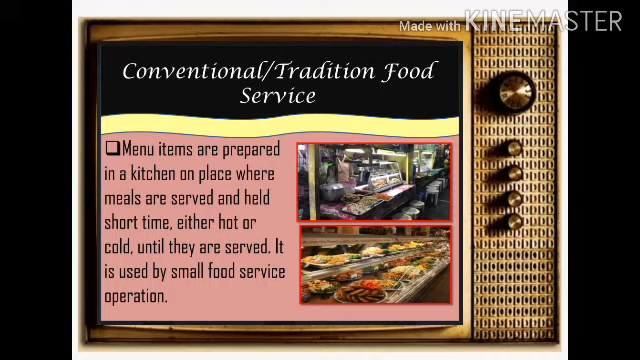 Made with KINEMASTER
Conventional/Tradition Food
Service
❑Menu items are prepared
in a kitchen on place where
meals are served and held
short time, either hot or
cold, until they are served. It
is used by small food service
operation.